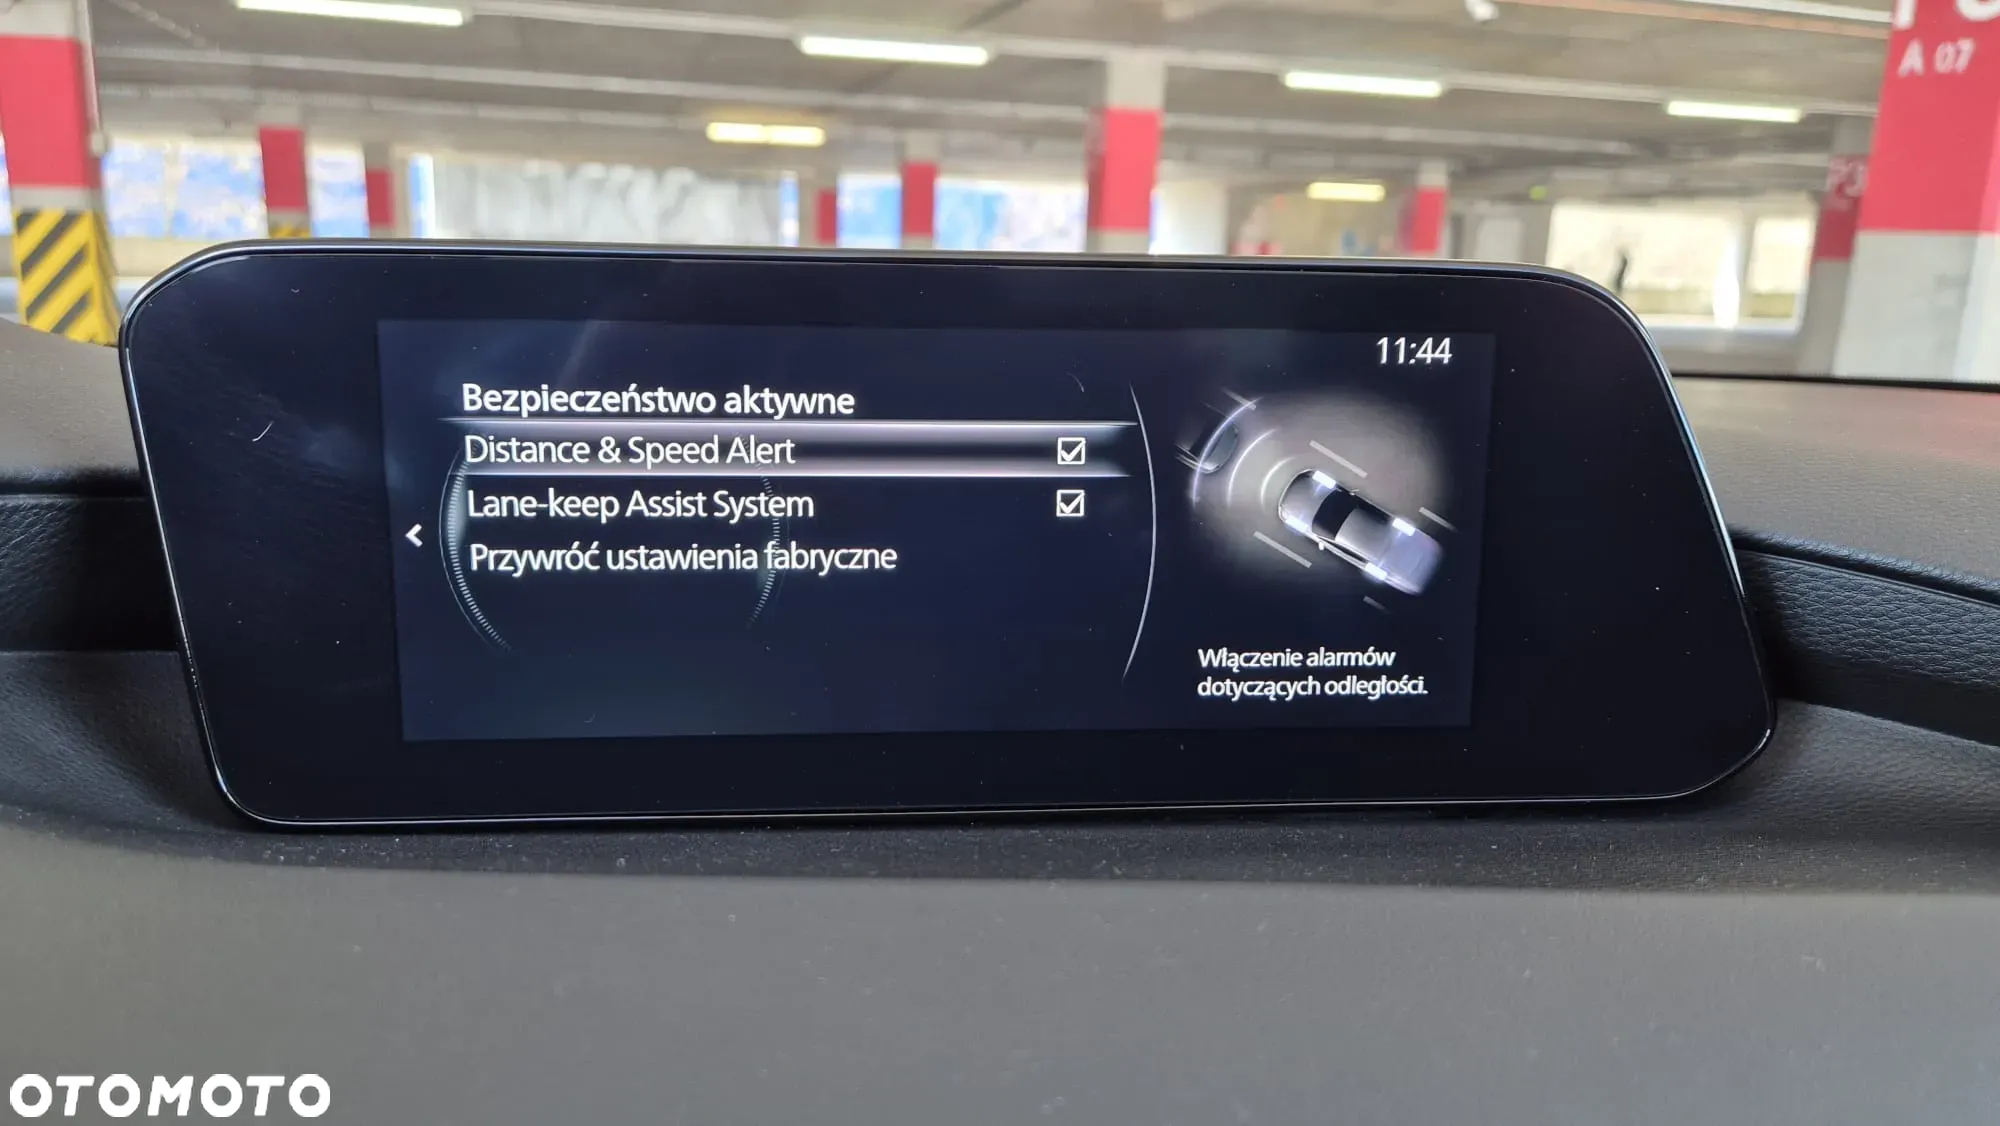 A 07
P3
11:44
Bezpieczeństwo aktywne
Distance & Speed Alert
Lane-keep Assist System
Przywróć ustawienia fabryczne
Włączenie alarmów
dotyczących odległości.
OTOMOTO